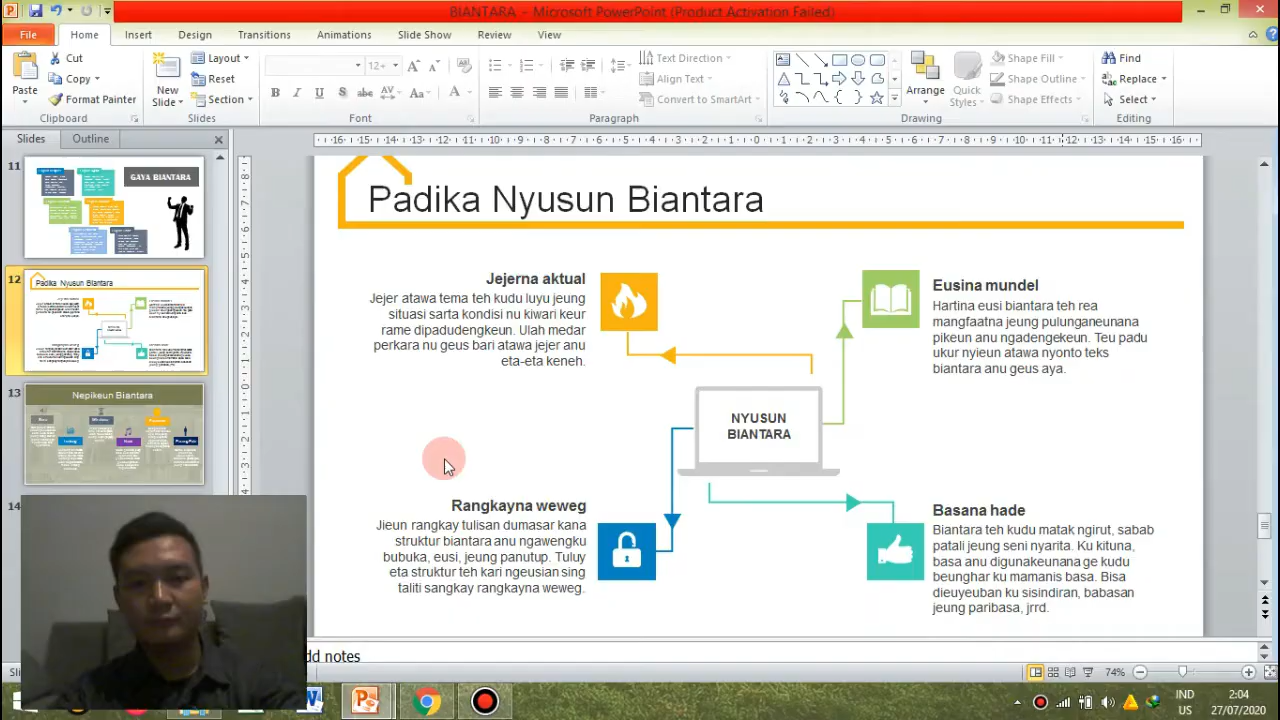 BIANTARA - Microsoft PowerPoint (Product Activation Failed)
File Home Insert Design Transitions Animations Slide Show Review View
Paste
Cut
Copy
Format Painter
Clipboard
New Slide
Layout
Reset
Section
Slides
12
B I U S abc AV Aa A
Font
Text Direction
Align Text
Convert to SmartArt
Paragraph
Arrange
Quick Styles
Shape Fill
Shape Outline
Shape Effects
Drawing
Find
Replace
Select
Editing
Slides Outline
11
GAYA BIANTARA
12
Padika Nyusun Biantara
13
Nepikeun Biantara
14
Padika Nyusun Biantara
Jejerna aktual
Jejer atawa tema teh kudu luyu jeung
situasi sarta kondisi nu kiwari keur
rame dipadudengkeun. Ulah medar
perkara nu geus bari atawa jejer anu
eta-eta keneh.
Eusina mundel
Hartina eusi biantara teh rea
mangfaatna jeung pulunganeunana
pikeun anu ngadengekeun. Teu padu
ukur nyieun atawa nyonto teks
biantara anu geus aya.
NYUSUN
BIANTARA
Rangkayna weweg
Jieun rangkay tulisan dumasar kana
struktur biantara anu ngawengku
bubuka, eusi, jeung panutup. Tuluy
eta struktur teh kari ngeusian sing
taliti sangkay rangkayna weweg.
Basana hade
Biantara teh kudu matak ngirut, sabab
patali jeung seni nyarita. Ku kituna,
basa anu digunakeunana ge kudu
beunghar ku mamanis basa. Bisa
dieuyeuban ku sisindiran, babasan
jeung paribasa, jrrd.
dd notes
74%
IND
US
2:04
27/07/2020